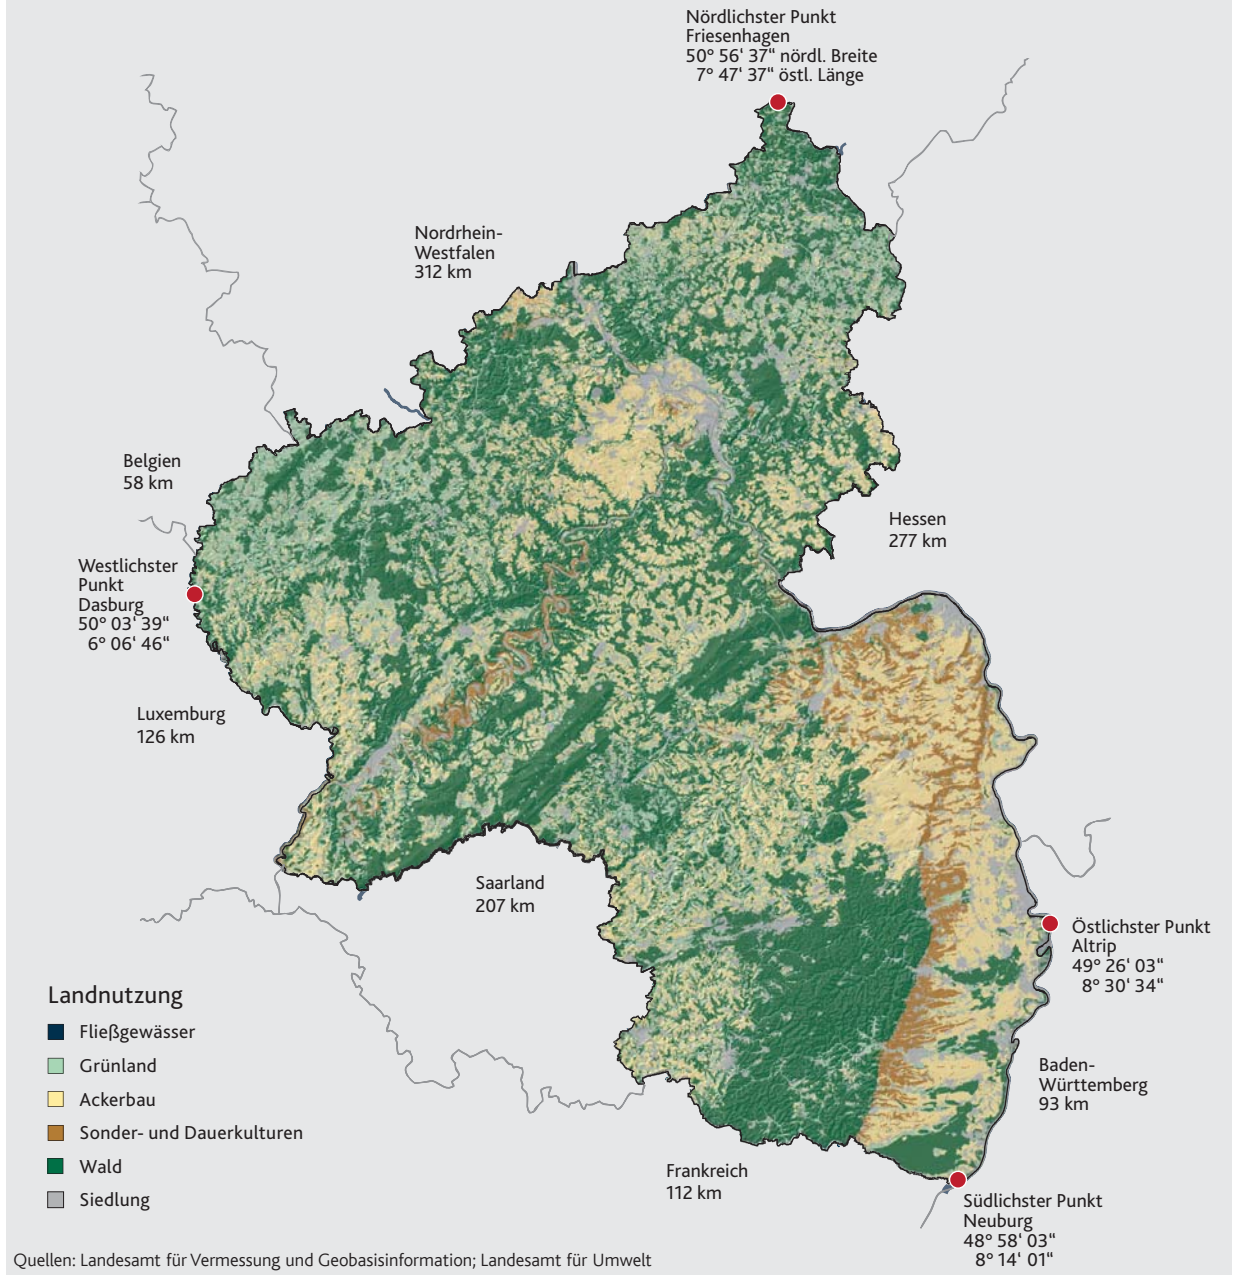 Nördlichster Punkt
Friesenhagen
50° 56‘ 37“ nördl. Breite
7° 47‘ 37“ östl. Länge
Nordrhein-
Westfalen
312 km
Belgien
58 km
Hessen
277 km
Westlichster
Punkt
Dasburg
50° 03‘ 39“
6° 06‘ 46“
Luxemburg
126 km
Saarland
207 km
Östlichster Punkt
Altrip
49° 26‘ 03“
8° 30‘ 34“
Landnutzung
Fließgewässer
Grünland
Ackerbau
Sonder- und Dauerkulturen
Wald
Siedlung
Baden-
Württemberg
93 km
Frankreich
112 km
Südlichster Punkt
Neuburg
48° 58‘ 03“
8° 14‘ 01“
Quellen: Landesamt für Vermessung und Geobasisinformation; Landesamt für Umwelt